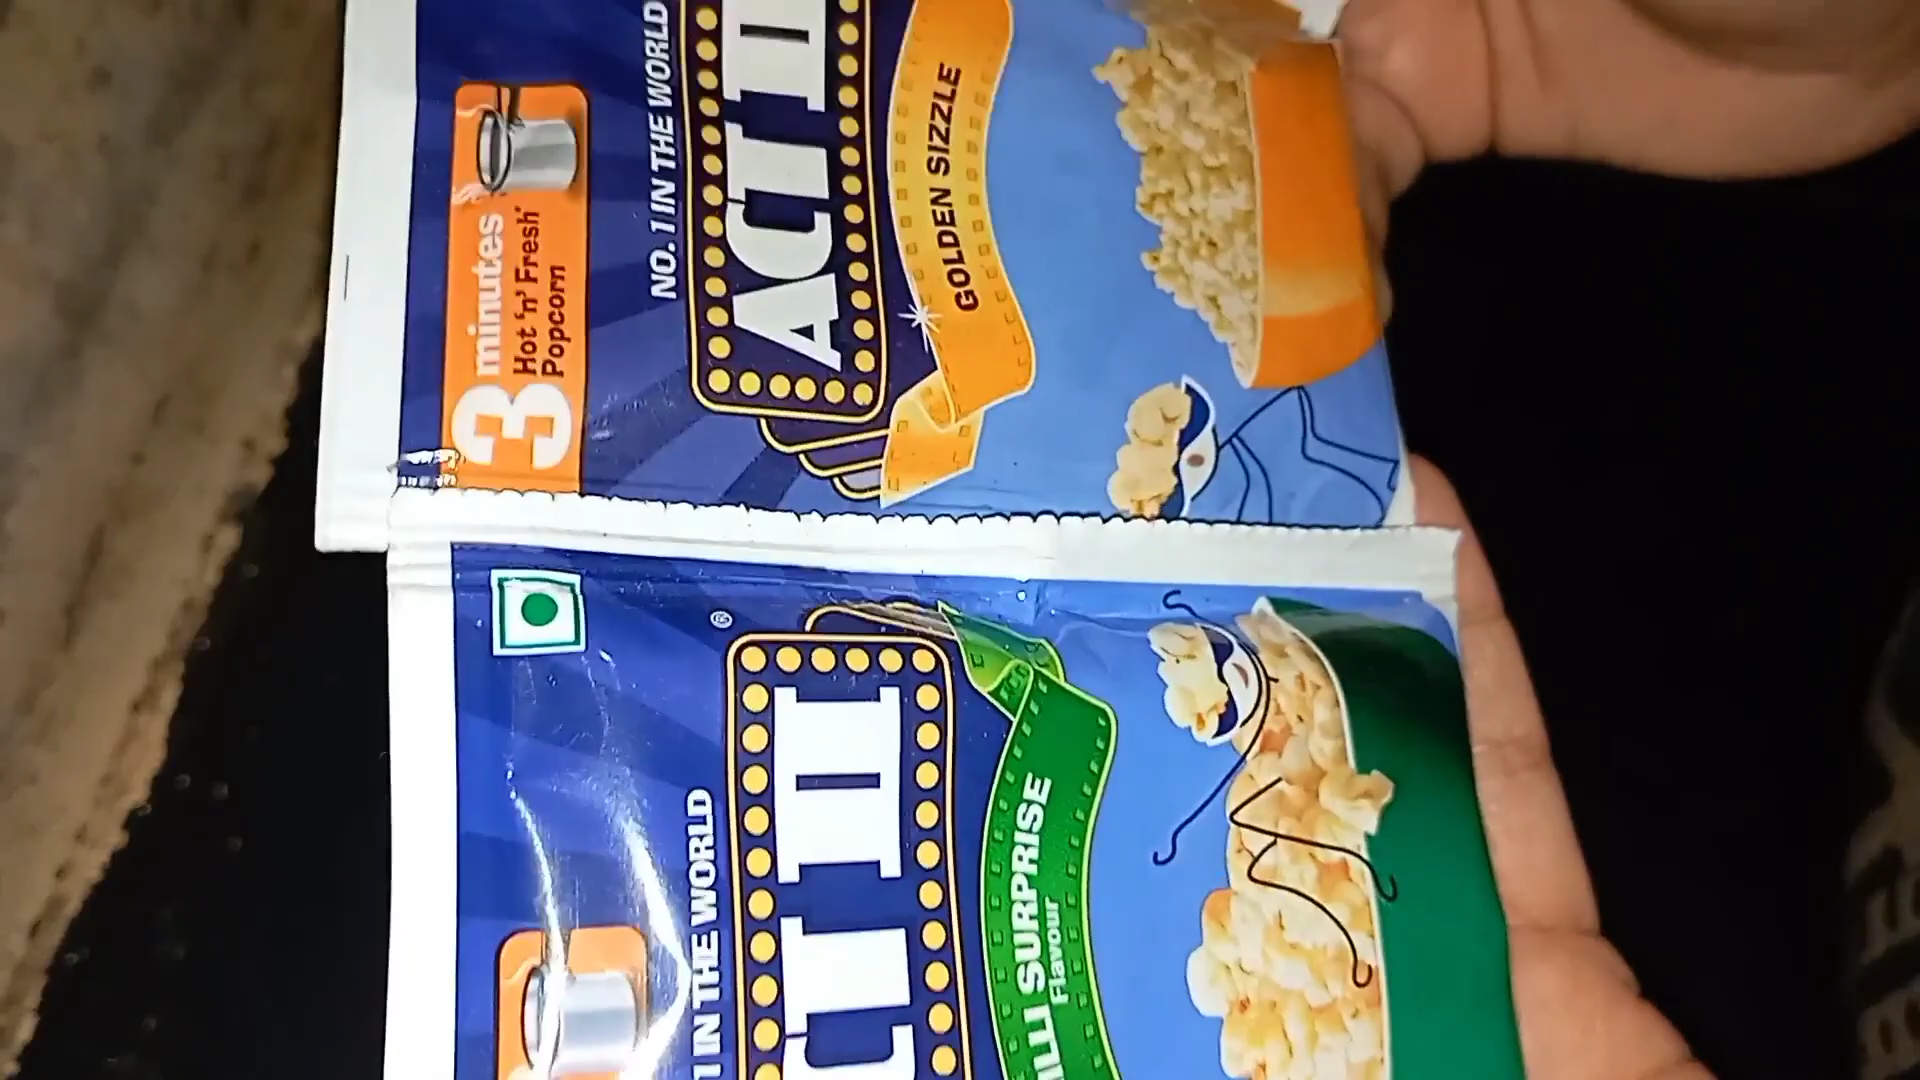 NO. 1 IN THE WORLD
ACT II
GOLDEN SIZZLE
3 minutes
Hot 'n' Fresh*
Popcorn
1 IN THE WORLD
®
CT II
ILLI SURPRISE
Flavour